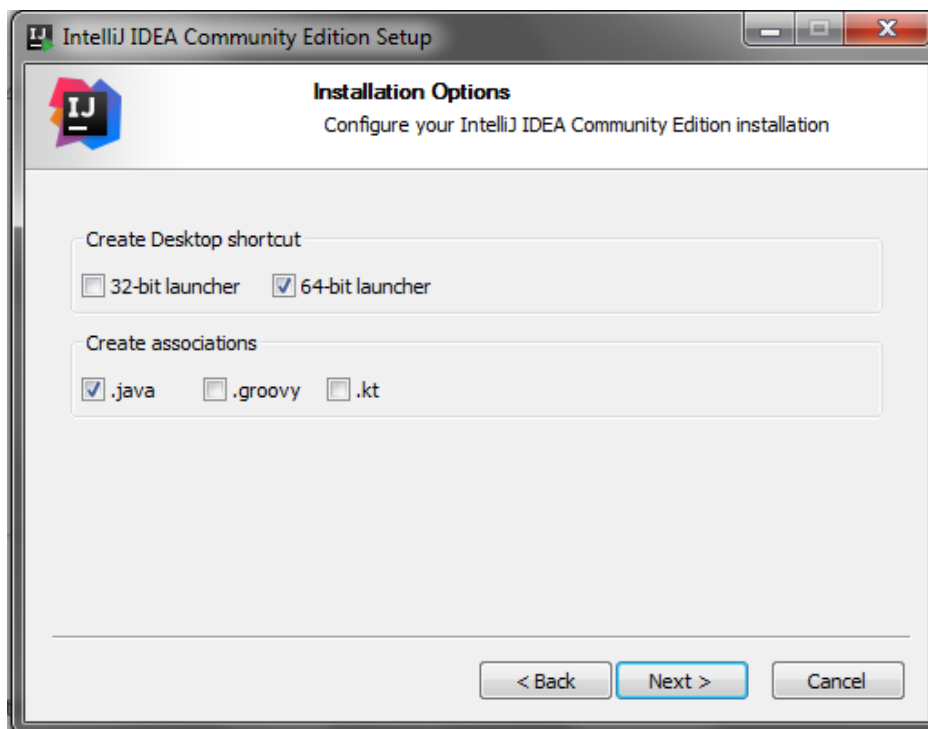 IntelliJ IDEA Community Edition Setup
IJ
Installation Options
Configure your IntelliJ IDEA Community Edition installation
Create Desktop shortcut
32-bit launcher 64-bit launcher
Create associations
.java .groovy .kt
< Back Next > Cancel